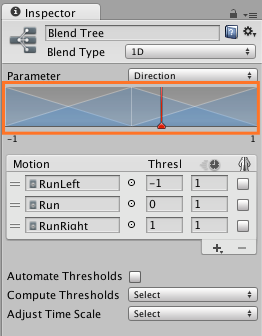 Inspector
Blend Tree
Blend Type 1D
Parameter Direction
-1 1
Motion Thresl
RunLeft -1 1
Run 0 1
RunRight 1 1
Automate Thresholds
Compute Thresholds Select
Adjust Time Scale Select